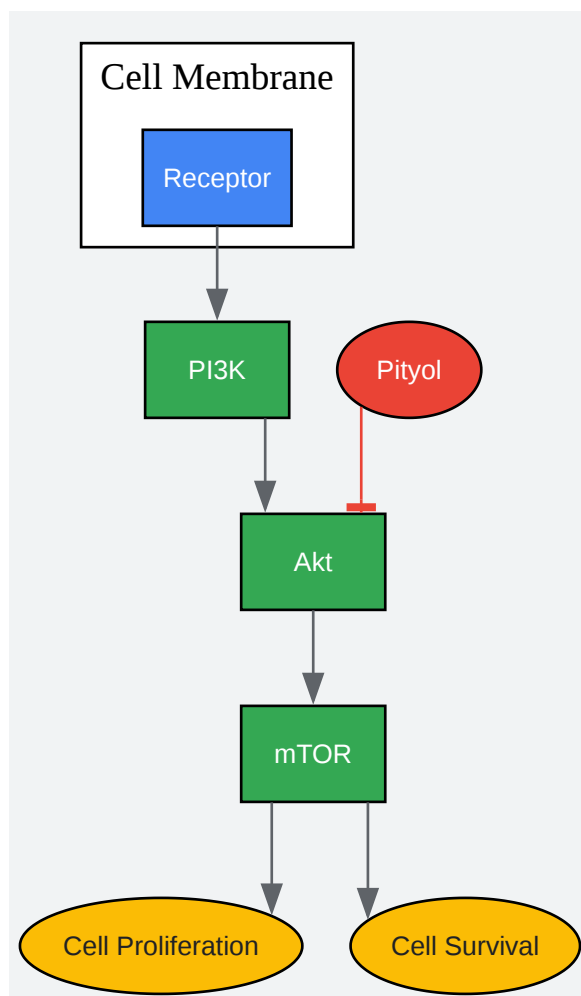 Cell Membrane
Receptor
PI3K
Pityol
Akt
mTOR
Cell Proliferation
Cell Survival